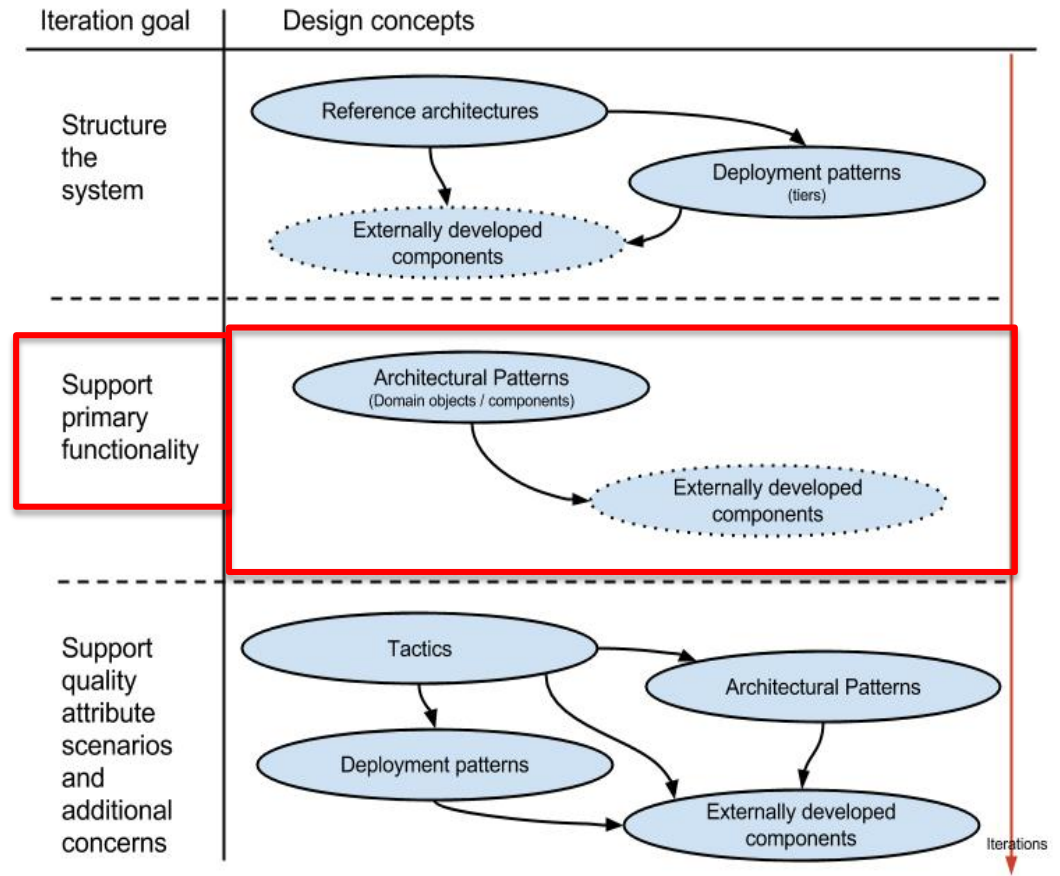 Iteration goal
Design concepts
Structure
the
system
Reference architectures
Deployment patterns
(tiers)
Externally developed
components
Support
primary
functionality
Architectural Patterns
(Domain objects / components)
Externally developed
components
Support
quality
attribute
scenarios
and
additional
concerns
Tactics
Architectural Patterns
Deployment patterns
Externally developed
components
Iterations